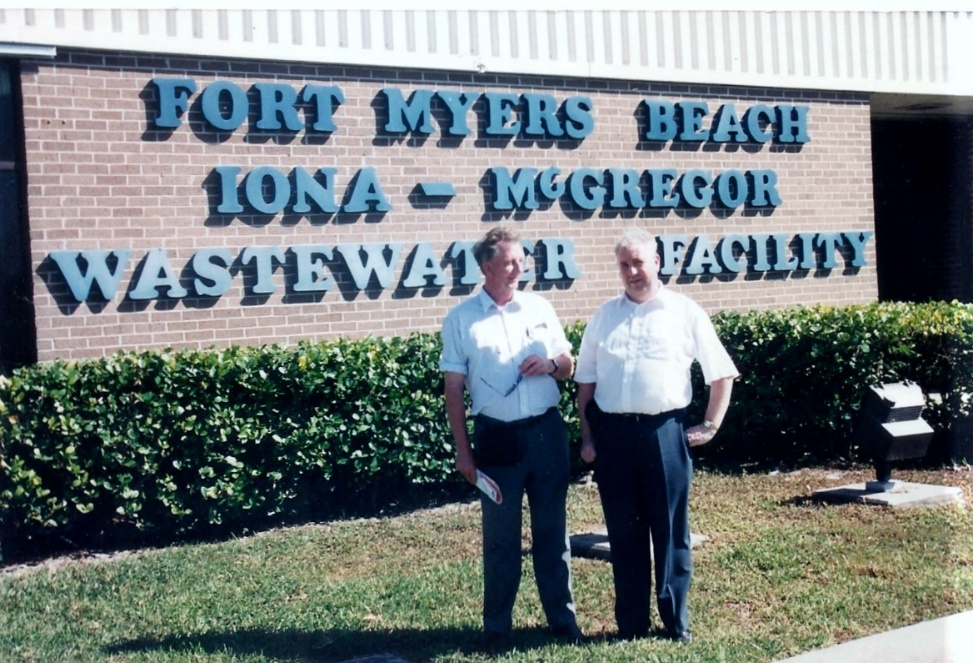 FORT MYERS BEACH
IONA - McGREGOR
WASTEWATER FACILITY